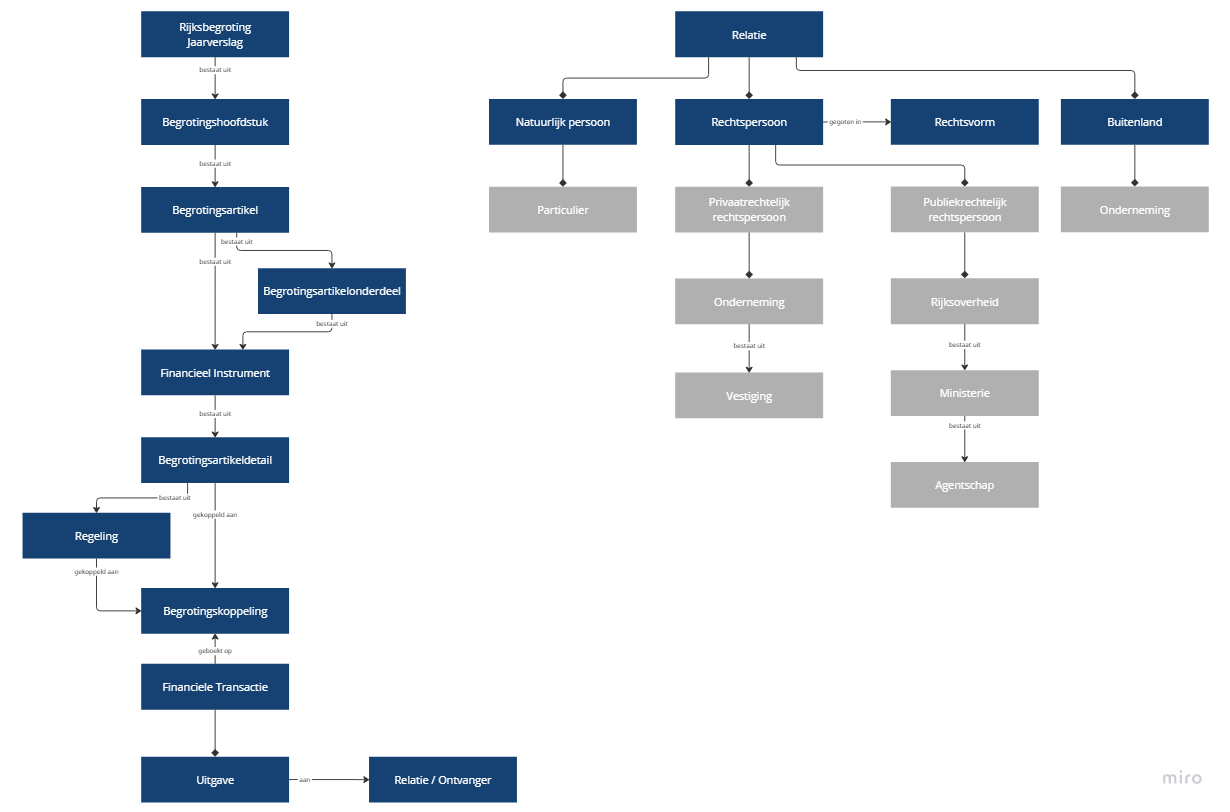 Rijksbegroting
Jaarverslag
bestaat uit
Begrotingshoofdstuk
bestaat uit
Begrotingsartikel
bestaat uit
bestaat uit
Begrotingsartikelonderdeel
bestaat uit
Financieel Instrument
bestaat uit
Begrotingsartikeldetail
bestaat uit
gekoppeld aan
Regeling
gekoppeld aan
Begrotingskoppeling
geboekt op
Financiele Transactie
Uitgave
aan
Relatie / Ontvanger
Relatie
Natuurlijk persoon
Rechtspersoon
gegoten in
Rechtsvorm
Buitenland
Particulier
Privaatrechtelijk
rechtspersoon
Publiekrechtelijk
rechtspersoon
Onderneming
Onderneming
Rijksoverheid
bestaat uit
bestaat uit
Vestiging
Ministerie
bestaat uit
Agentschap
miro